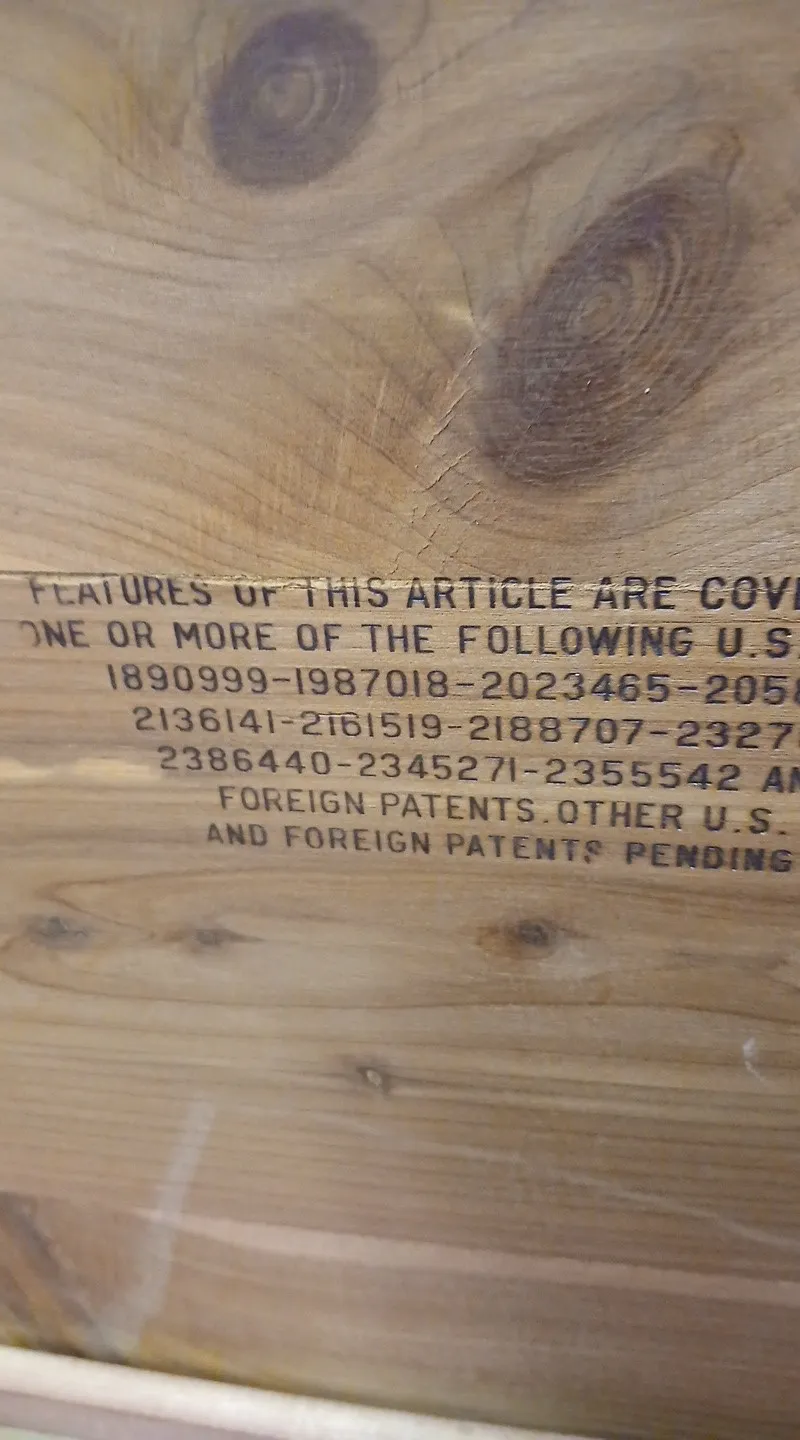 FEATURES OF THIS ARTICLE ARE COV
ONE OR MORE OF THE FOLLOWING U.S.
1890999-1987018-2023465-205
2136141-2161519-2188707-2327
2386440-2345271-2355542 AN
FOREIGN PATENTS. OTHER U.S.
AND FOREIGN PATENTS PENDING